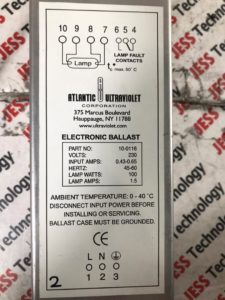 10 9 8 7 6 5 4
Lamp
LAMP FAULT
CONTACTS
max. 50° C
ATLANTIC ULTRAVIOLET
CORPORATION
375 Marcus Boulevard
Hauppauge, NY 11788
www.ultraviolet.com
ELECTRONIC BALLAST
PART NO: 10-0116
VOLTS: 230
INPUT AMPS: 0.43-0.65
HERTZ: 45-60
LAMP WATTS: 100
LAMP AMPS: 1.5
AMBIENT TEMPERATURE: 0 - 40°C
DISCONNECT INPUT POWER BEFORE
INSTALLING OR SERVICING.
BALLAST CASE MUST BE GROUNDED.
CE
L N
1 2 3
2
JESS Technology
JESS Technology
JESS Technology